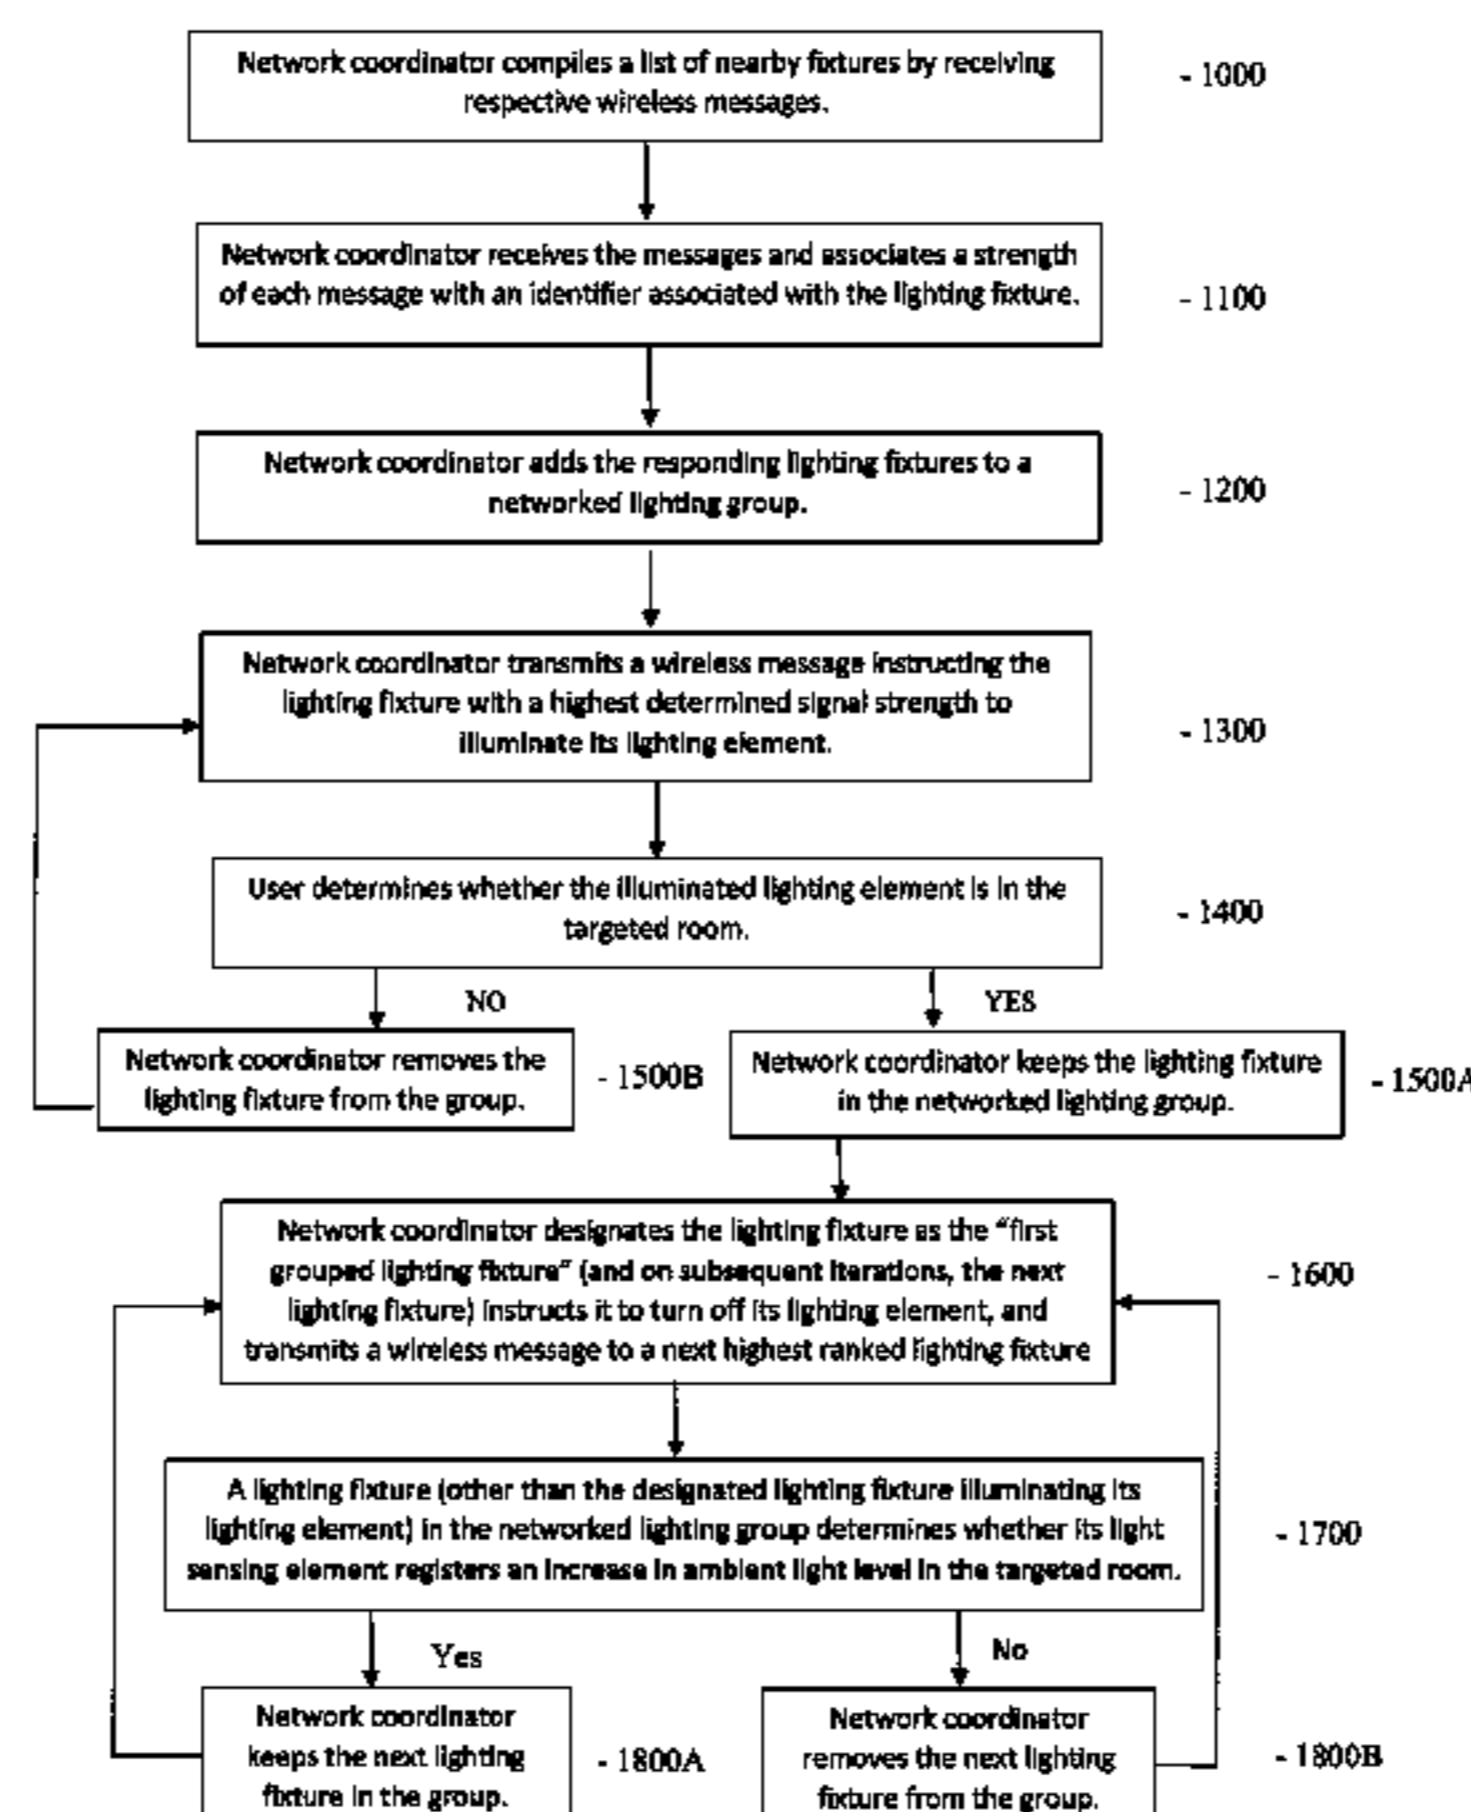 Network coordinator compiles a list of nearby fixtures by receiving
respective wireless messages.
- 1000
Network coordinator receives the messages and associates a strength
of each message with an identifier associated with the lighting fixture.
- 1100
Network coordinator adds the responding lighting fixtures to a
networked lighting group.
- 1200
Network coordinator transmits a wireless message instructing the
lighting fixture with a highest determined signal strength to
illuminate its lighting element.
- 1300
User determines whether the illuminated lighting element is in the
targeted room.
- 1400
NO
YES
Network coordinator removes the
lighting fixture from the group.
- 1500B
Network coordinator keeps the lighting fixture
in the networked lighting group.
- 1500A
Network coordinator designates the lighting fixture as the “first
grouped lighting fixture” (and on subsequent iterations, the next
lighting fixture) instructs it to turn off its lighting element, and
transmits a wireless message to a next highest ranked lighting fixture
- 1600
A lighting fixture (other than the designated lighting fixture illuminating its
lighting element) in the networked lighting group determines whether its light
sensing element registers an increase in ambient light level in the targeted room.
- 1700
Yes
No
Network coordinator
keeps the next lighting
fixture in the group.
- 1800A
Network coordinator
removes the next lighting
fixture from the group.
- 1800B